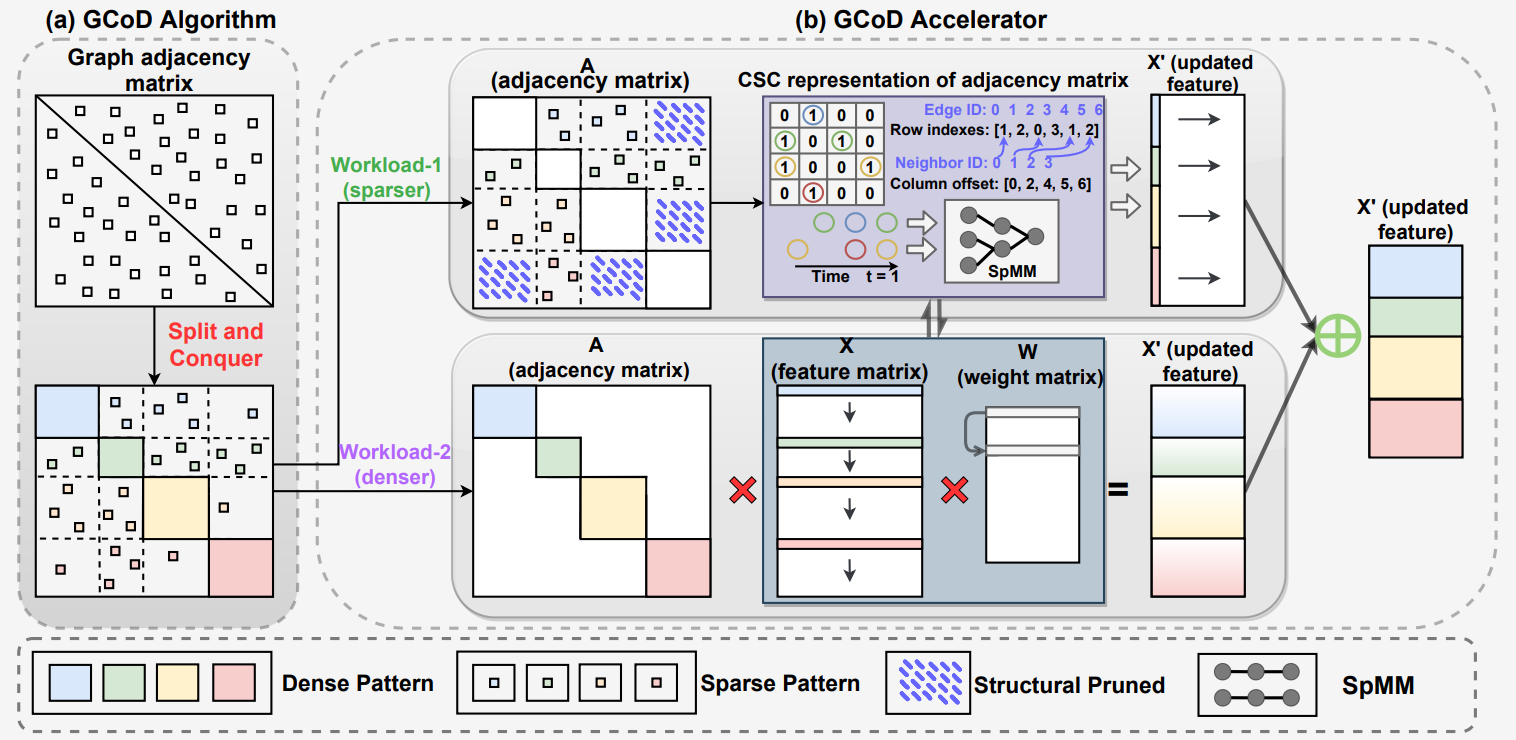 (a) GCoD Algorithm
(b) GCoD Accelerator
Graph adjacency
matrix
Split and
Conquer
Workload-1
(sparser)
Workload-2
(denser)
A
(adjacency matrix)
CSC representation of adjacency matrix
0 1 0 0
1 0 1 0
1 0 0 1
0 1 0 0
Edge ID: 0 1 2 3 4 5 6
Row indexes: [1, 2, 0, 3, 1, 2]
Neighbor ID: 0 1 2 3
Column offset: [0, 2, 4, 5, 6]
Time t = 1
SpMM
X' (updated
feature)
A
(adjacency matrix)
X
(feature matrix)
W
(weight matrix)
=
X' (updated
feature)
X' (updated
feature)
Dense Pattern
Sparse Pattern
Structural Pruned
SpMM